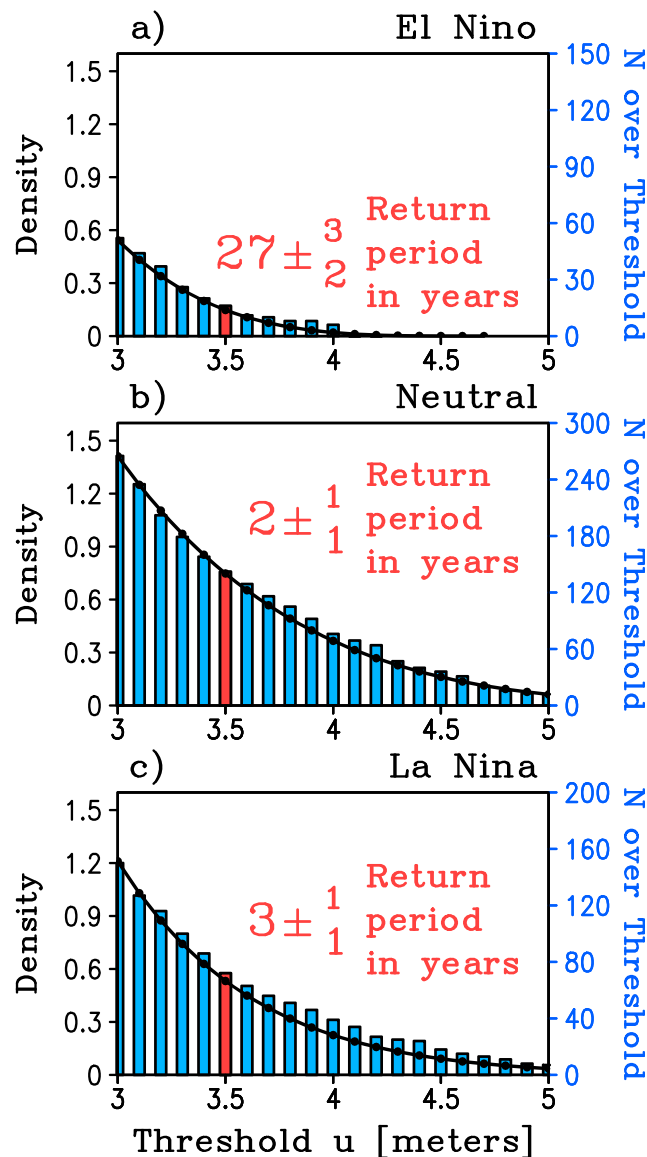 a) El Nino
1.5
1.2
0.9
0.6
0.3
0
Density
150
120
90
60
30
0
N over Threshold
27± 3 2
Return
period
in years
3 3.5 4 4.5 5
b) Neutral
1.5
1.2
0.9
0.6
0.3
0
Density
300
240
180
120
60
0
N over Threshold
2± 1 1
Return
period
in years
3 3.5 4 4.5 5
c) La Nina
1.5
1.2
0.9
0.6
0.3
0
Density
200
160
120
80
40
0
N over Threshold
3± 1 1
Return
period
in years
3 3.5 4 4.5 5
Threshold u [meters]